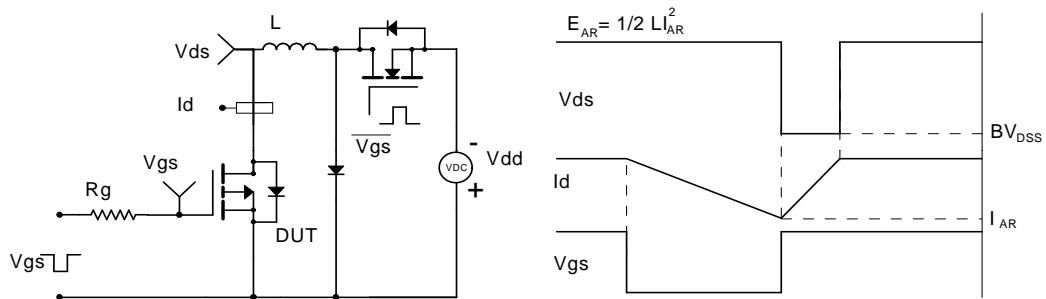 L
E_AR= 1/2 LI_AR^2
Vds
Id
Vgs
Vds
BV_DSS
Vgs
-
VDC
+
Vdd
Rg
DUT
Id
I_AR
Vgs
Vgs